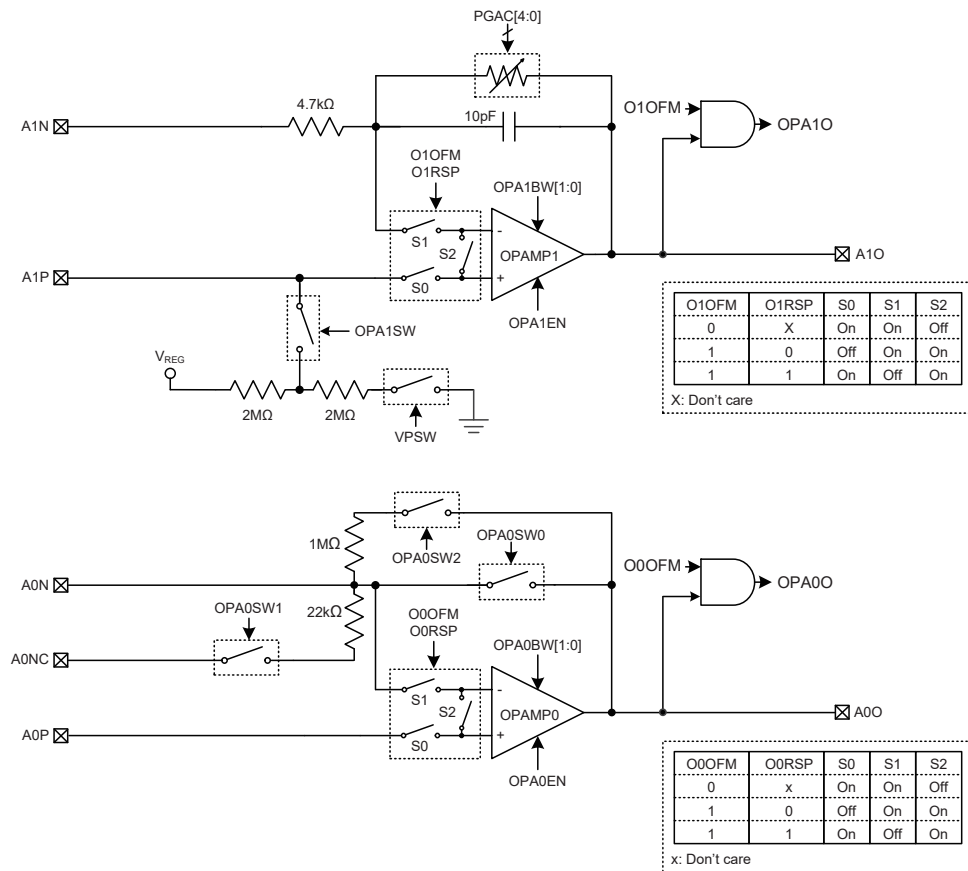 PGAC[4:0]
4.7kΩ
A1N
10pF
O1OFM
OPA1O
O1OFM
O1RSP
OPA1BW[1:0]
S1
S2
-
OPAMP1
A1O
A1P
S0
+
OPA1EN
OPA1SW
VREG
2MΩ
2MΩ
VPSW
O1OFM O1RSP S0 S1 S2
0 X On On Off
1 0 Off On On
1 1 On Off On
X: Don't care
1MΩ
OPA0SW2
OPA0SW0
A0N
O0OFM
OPA0O
OPA0SW1
22kΩ
O0OFM
O0RSP
OPA0BW[1:0]
A0NC
S1
S2
-
OPAMP0
A0O
A0P
S0
+
OPA0EN
O0OFM O0RSP S0 S1 S2
0 x On On Off
1 0 Off On On
1 1 On Off On
x: Don't care